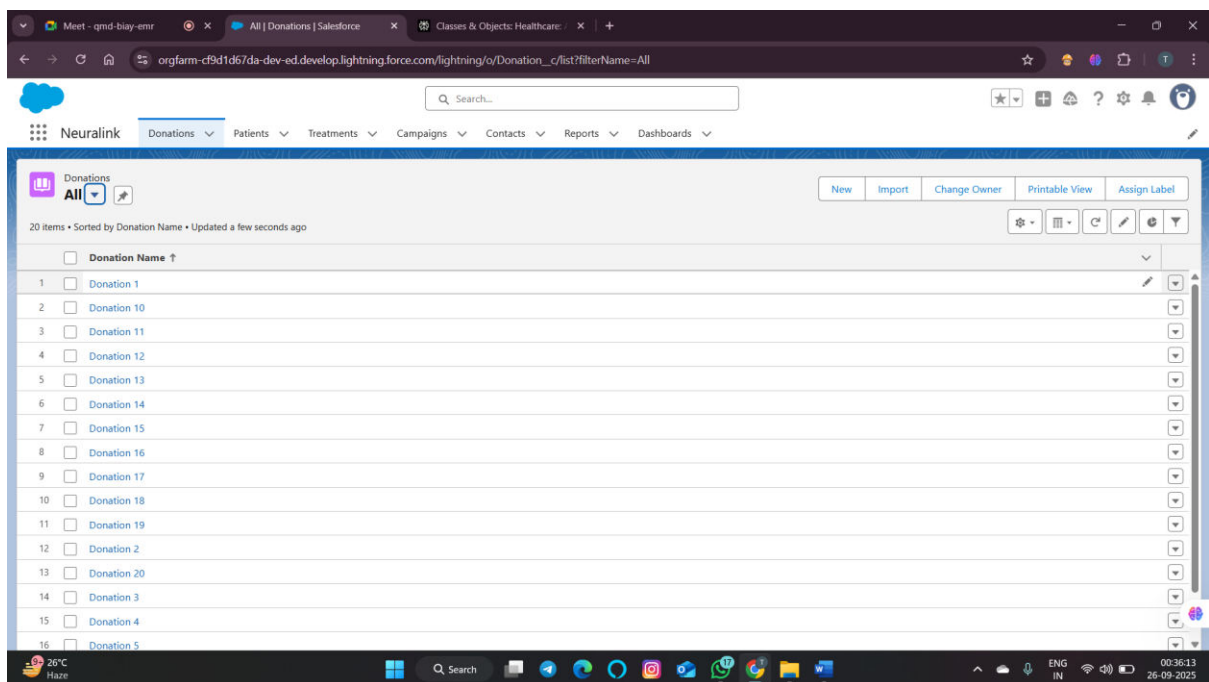 Meet - qmd-biay-emr
All | Donations | Salesforce
Classes & Objects: Healthcare:
orgfarm-cf9d1d67da-dev-ed.develop.lightning.force.com/lightning/o/Donation__c/list?filterName=All
T
Search...
Neuralink Donations Patients Treatments Campaigns Contacts Reports Dashboards
Donations
All
New Import Change Owner Printable View Assign Label
20 items • Sorted by Donation Name • Updated a few seconds ago
Donation Name ↑
1 Donation 1
2 Donation 10
3 Donation 11
4 Donation 12
5 Donation 13
6 Donation 14
7 Donation 15
8 Donation 16
9 Donation 17
10 Donation 18
11 Donation 19
12 Donation 2
13 Donation 20
14 Donation 3
15 Donation 4
16 Donation 5
26°C
Haze
Search
17
ENG
IN
00:36:13
26-09-2025